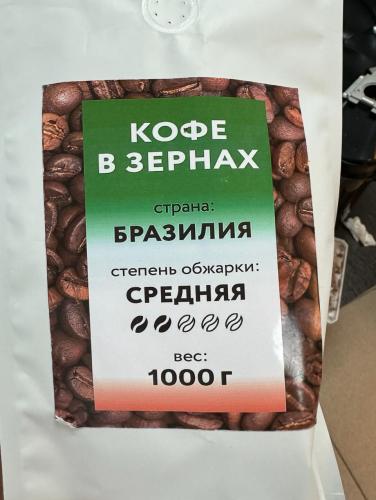 КОФЕ
В ЗЕРНАХ
страна:
БРАЗИЛИЯ
степень обжарки:
СРЕДНЯЯ
вес:
1000 г